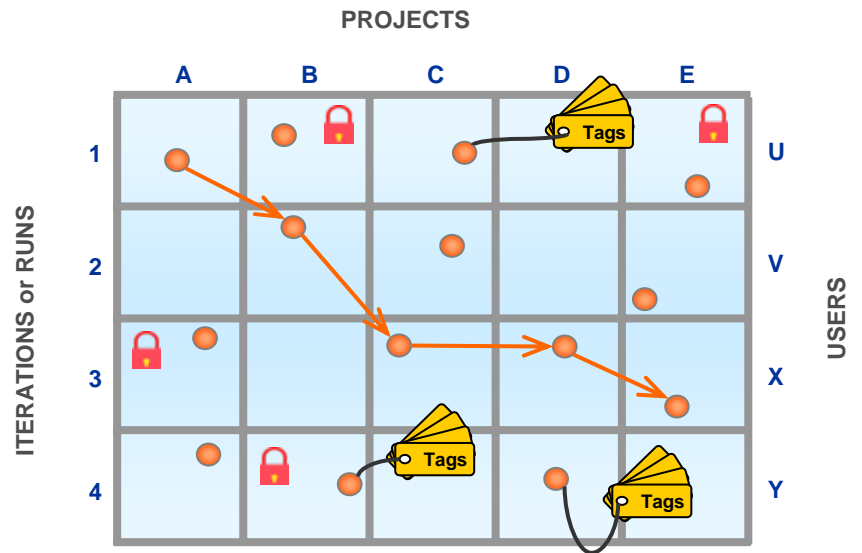 PROJECTS
A B C D E
Tags
1
U
ITERATIONS or RUNS
2
V
USERS
3
X
Tags
4
Tags
Y